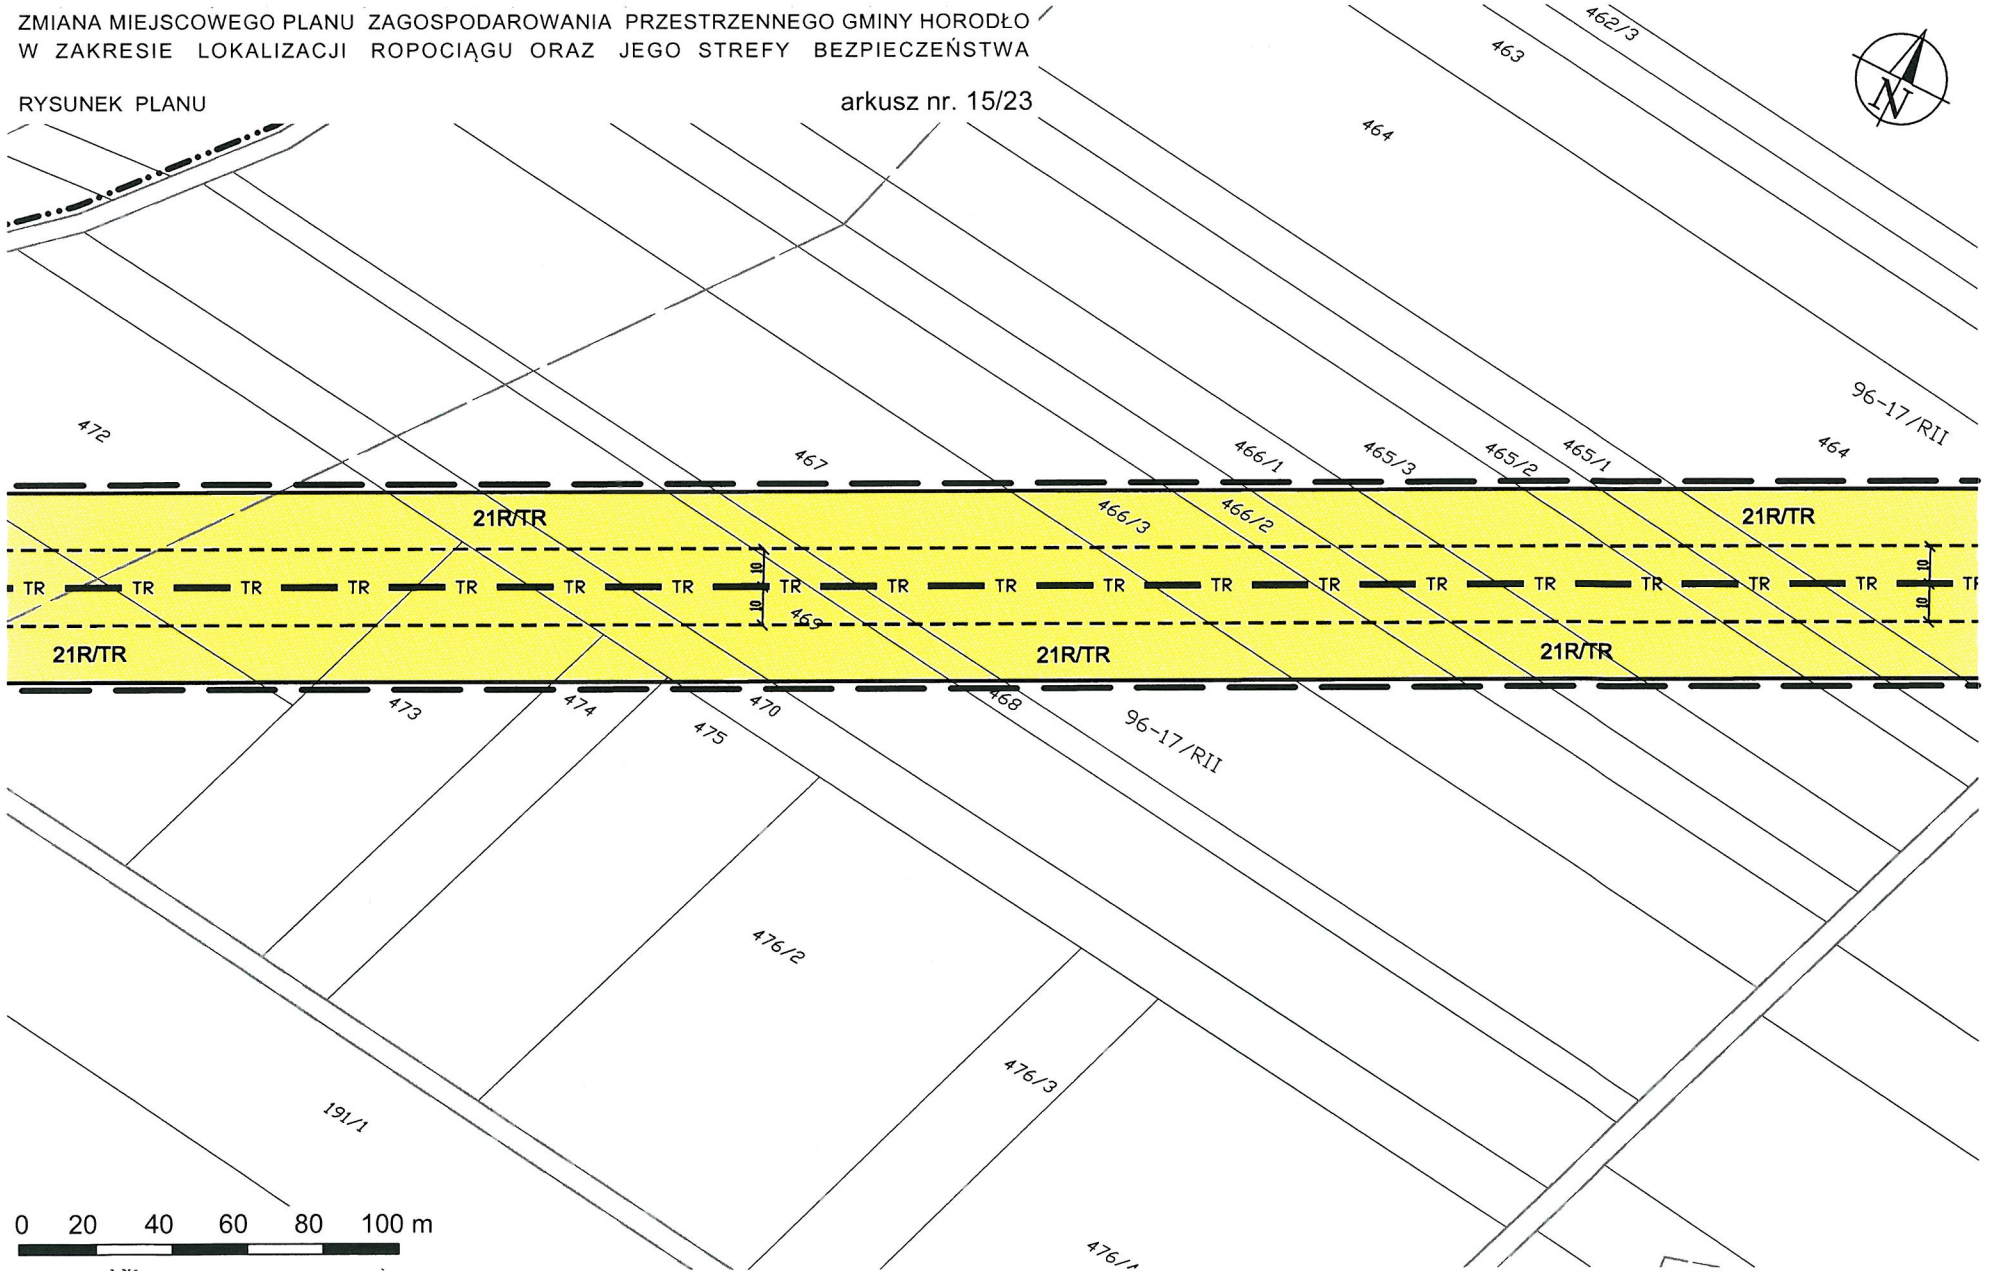 ZMIANA MIEJSCOWEGO PLANU ZAGOSPODAROWANIA PRZESTRZENNEGO GMINY HORODŁO
W ZAKRESIE LOKALIZACJI ROPOCIĄGU ORAZ JEGO STREFY BEZPIECZEŃSTWA
RYSUNEK PLANU
arkusz nr. 15/23
N
462/3
463
464
96-17/RII
472
467
466/1
465/3
465/2
465/1
464
21R/TR
466/3
466/2
21R/TR
10
10
TR TR TR TR TR TR TR TR TR TR TR TR TR TR TR TR TR TR TR
10
10
469
21R/TR
21R/TR
21R/TR
473
474
470
468
475
96-17/RII
476/2
476/3
191/1
0 20 40 60 80 100 m